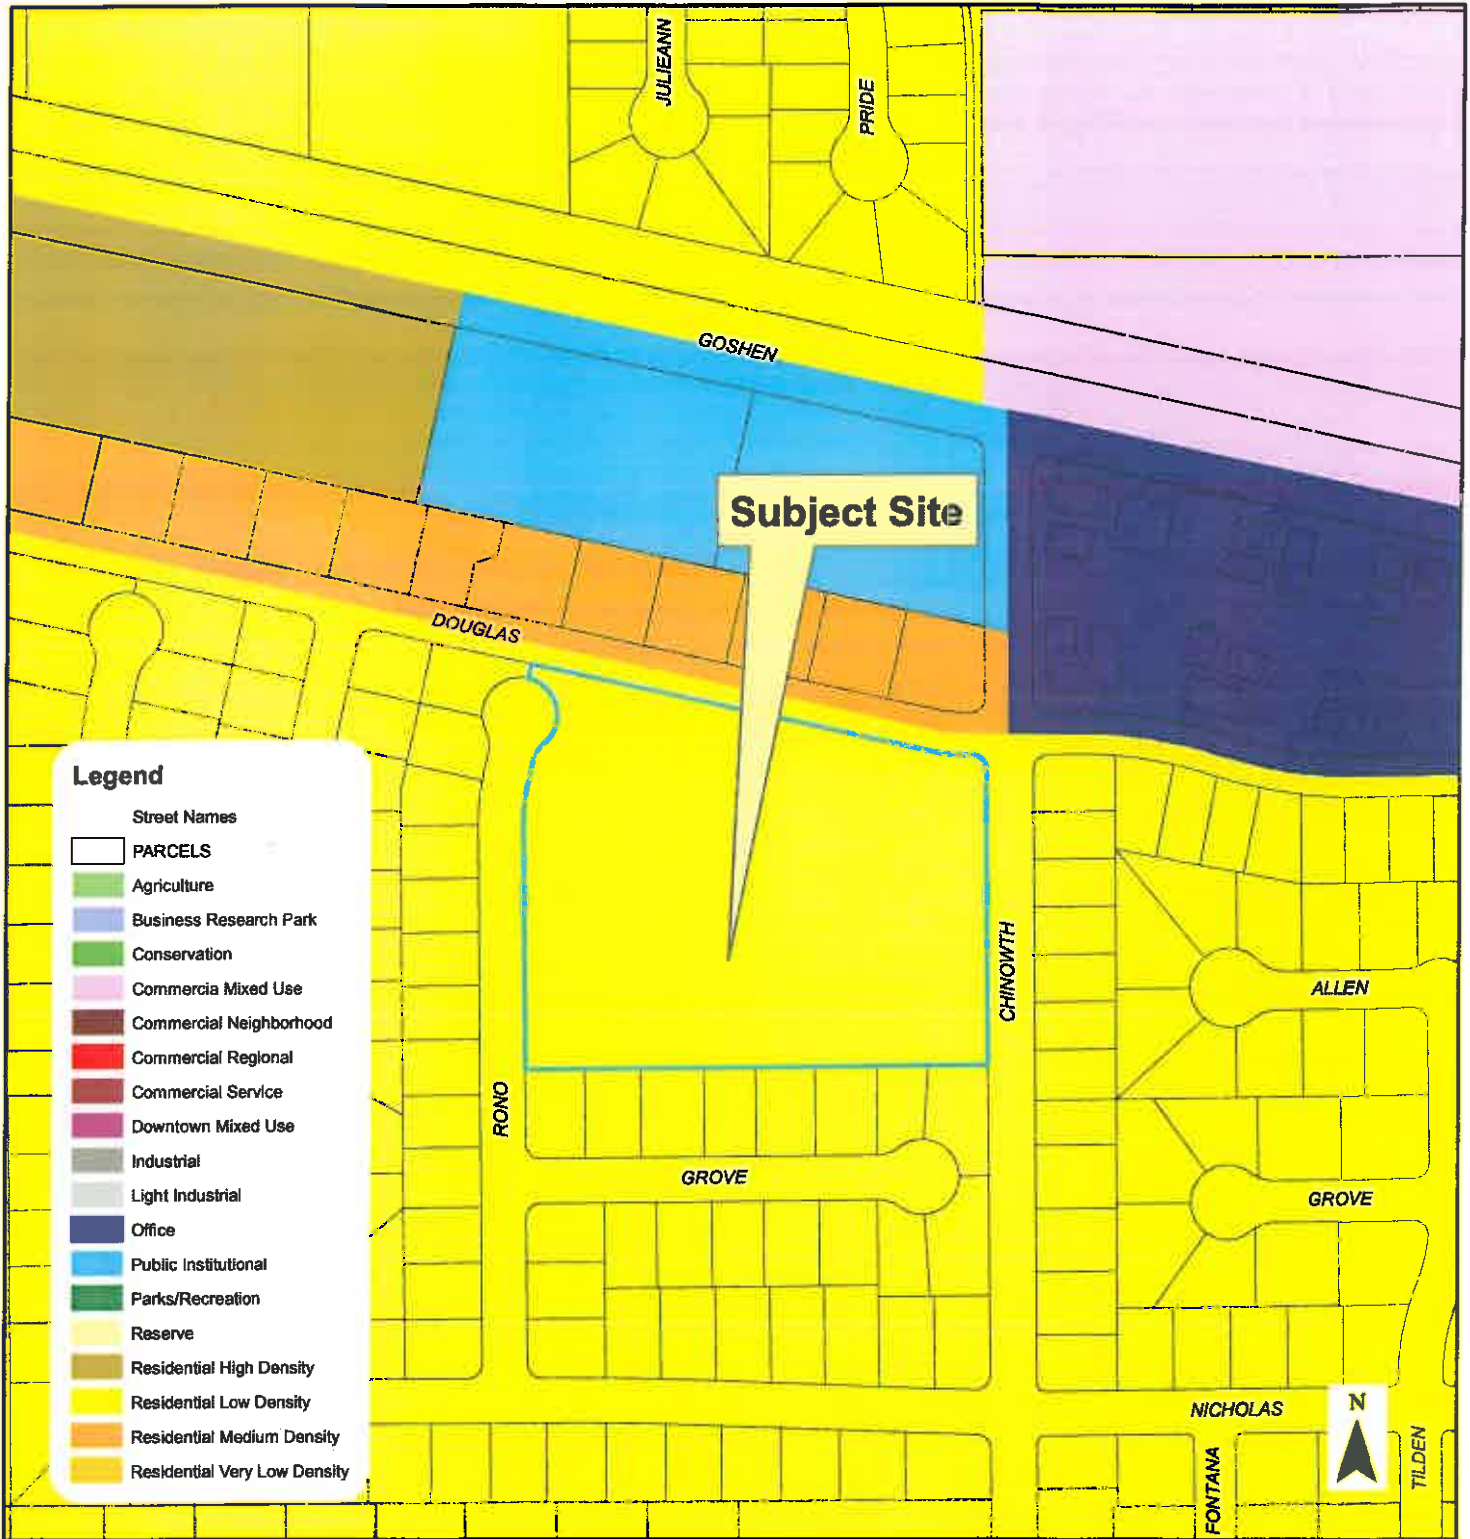 JULIEANN
PRIDE
GOSHEN
Subject Site
DOUGLAS
Legend
Street Names
PARCELS
Agriculture
Business Research Park
Conservation
Commercia Mixed Use
Commercial Neighborhood
Commercial Regional
Commercial Service
Downtown Mixed Use
Industrial
Light Industrial
Office
Public Institutional
Parks/Recreation
Reserve
Residential High Density
Residential Low Density
Residential Medium Density
Residential Very Low Density
CHINOWTH
ALLEN
RONO
GROVE
GROVE
NICHOLAS
N
FONTANA
TILDEN